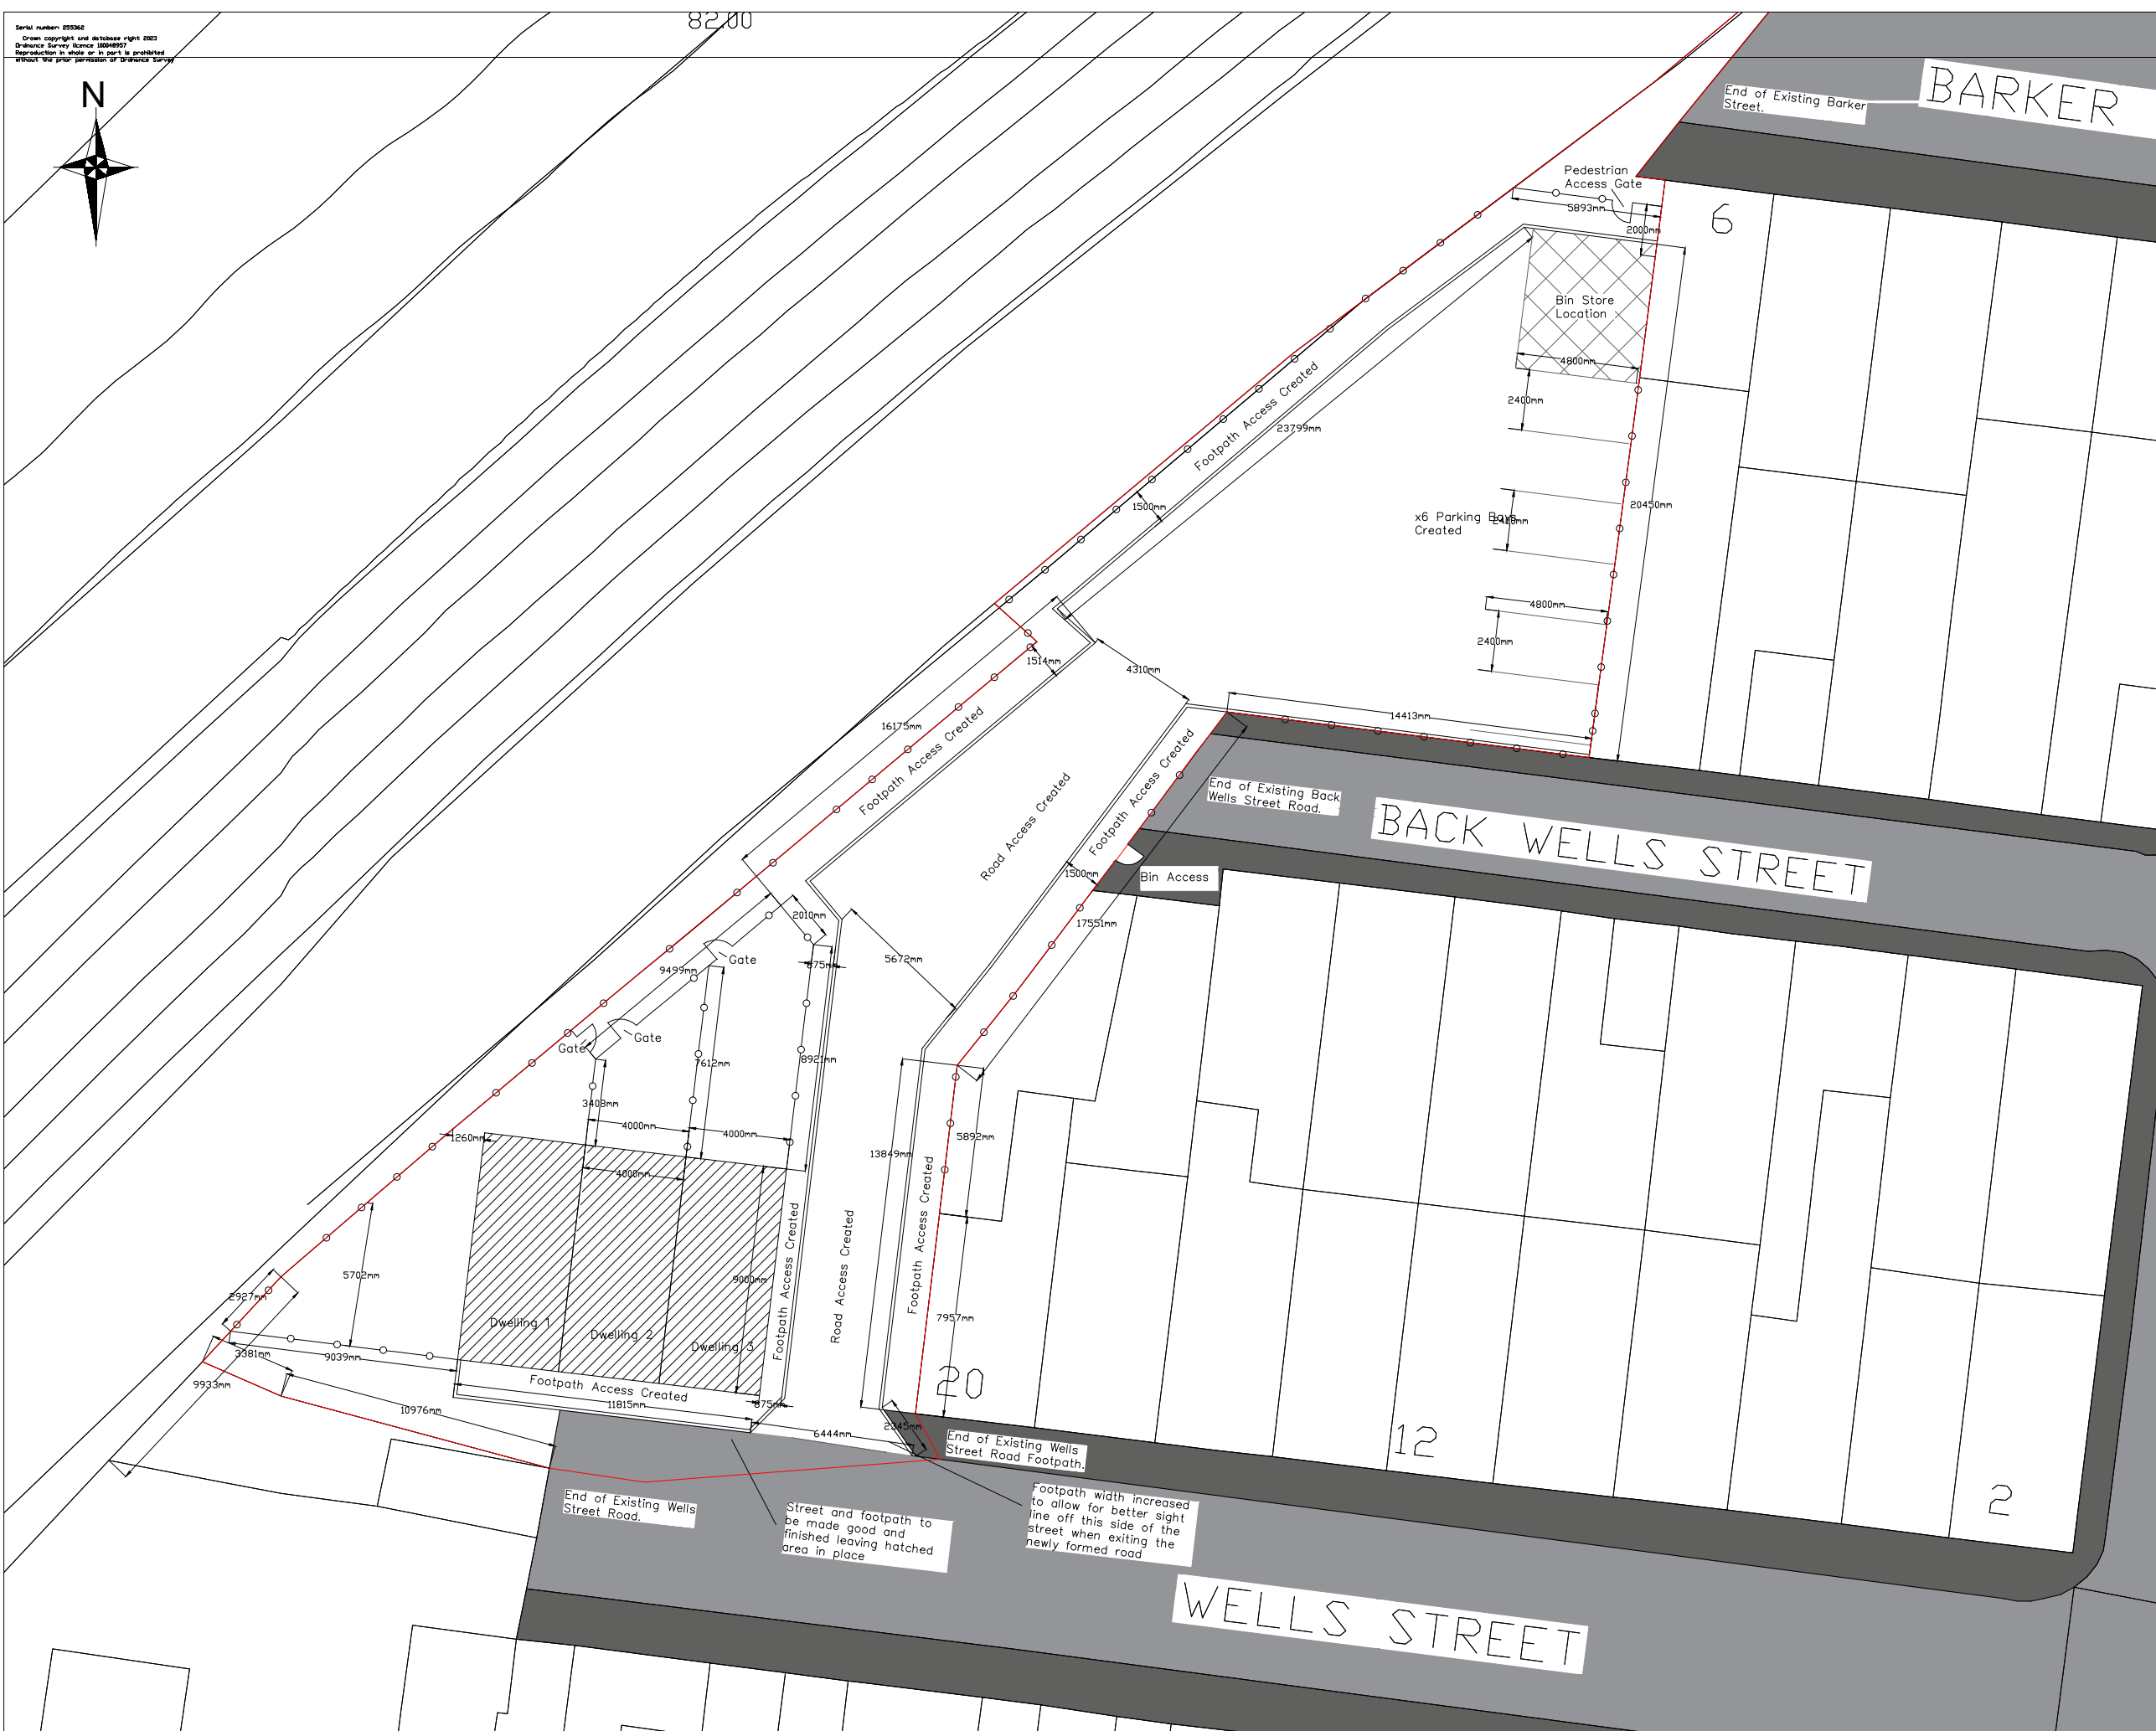 82.00
Serial number: 255362
Crown copyright and database right 2023
Ordnance Survey licence 100048957
Reproduction in whole or in part is prohibited
without the prior permission of Ordnance Survey
N
BARKER
End of Existing Barker
Street.
Pedestrian
Access Gate
5893mm
2000mm
6
Bin Store
Location
4800mm
2400mm
Footpath Access Created
23799mm
1500mm
20450mm
x6 Parking Bays
Created
4800mm
2400mm
1514mm
4310mm
14413mm
16175mm
Footpath Access Created
Footpath Access Created
Road Access Created
End of Existing Back
Wells Street Road.
BACK WELLS STREET
Bin Access
1500mm
17551mm
2010mm
5672mm
9499mm
Gate
875mm
Gate
Gate
7612mm
8921mm
3408mm
4000mm
4000mm
1260mm
4000mm
5892mm
13849mm
Footpath Access Created
Road Access Created
Footpath Access Created
5702mm
9000mm
2927mm
7957mm
Dwelling 1
Dwelling 2
Dwelling 3
3381mm
9039mm
9933mm
Footpath Access Created
11815mm
875mm
10976mm
6444mm
2345mm
20
12
2
End of Existing Wells
Street Road Footpath.
End of Existing Wells
Street Road.
Street and footpath to
be made good and
finished leaving hatched
area in place
Footpath width increased
to allow for better sight
line off this side of the
street when exiting the
newly formed road
WELLS STREET